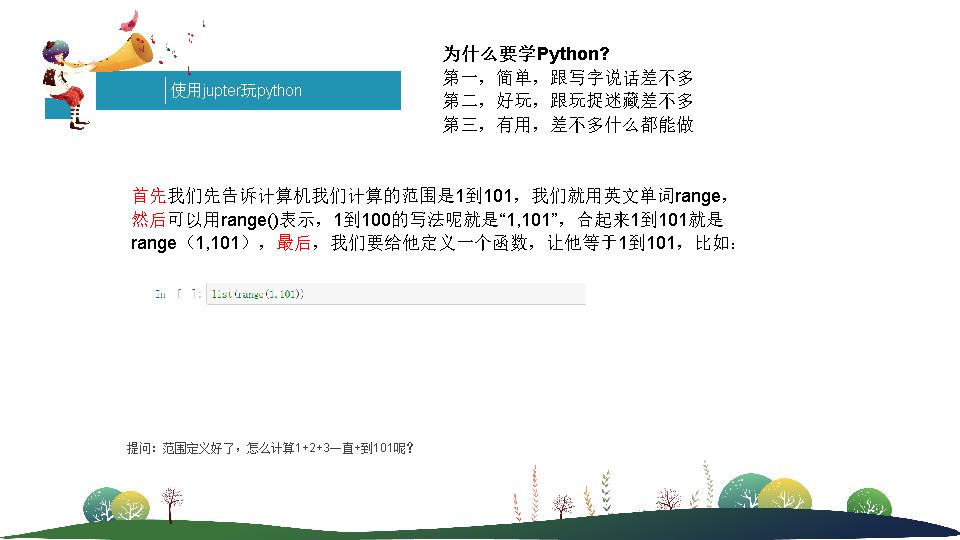 使用jupter玩python
为什么要学Python?
第一，简单，跟写字说话差不多
第二，好玩，跟玩捉迷藏差不多
第三，有用，差不多什么都能做
首先我们先告诉计算机我们计算的范围是1到101，我们就用英文单词range，
然后可以用range()表示，1到100的写法呢就是“1,101”，合起来1到101就是
range（1,101），最后，我们要给他定义一个函数，让他等于1到101，比如：
In [ ]: list(range(1,101))
提问：范围定义好了，怎么计算1+2+3一直+到101呢？